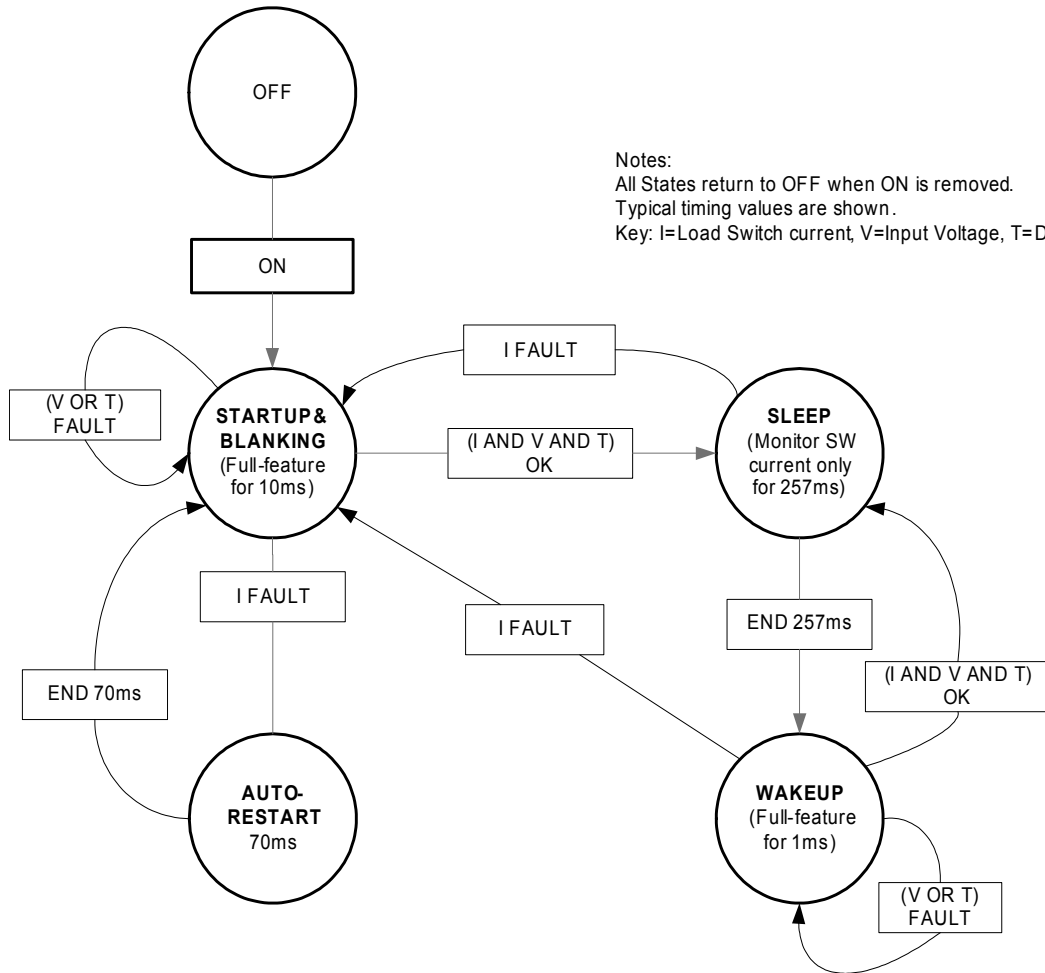 OFF
Notes:
All States return to OFF when ON is removed.
Typical timing values are shown.
Key: I=Load Switch current, V=Input Voltage, T=D
ON
I FAULT
(V OR T)
FAULT
STARTUP &
BLANKING
(Full-feature
for 10ms)
(I AND V AND T)
OK
SLEEP
(Monitor SW
current only
for 257ms)
I FAULT
I FAULT
END 257ms
END 70ms
(I AND V AND T)
OK
AUTO-
RESTART
70ms
WAKEUP
(Full-feature
for 1ms)
(V OR T)
FAULT